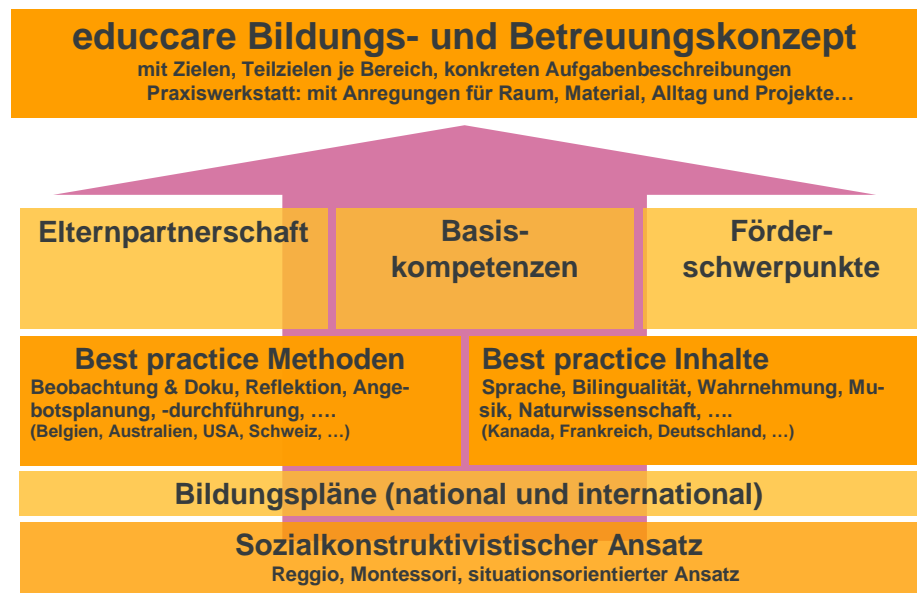 educcare Bildungs- und Betreuungskonzept
mit Zielen, Teilzielen je Bereich, konkreten Aufgabenbeschreibungen
Praxiswerkstatt: mit Anregungen für Raum, Material, Alltag und Projekte…
Elternpartnerschaft
Basis-
kompetenzen
Förder-
schwerpunkte
Best practice Methoden
Beobachtung & Doku, Reflektion, Ange-
botsplanung, -durchführung, ….
(Belgien, Australien, USA, Schweiz, …)
Best practice Inhalte
Sprache, Bilingualität, Wahrnehmung, Mu-
sik, Naturwissenschaft, ….
(Kanada, Frankreich, Deutschland, …)
Bildungspläne (national und international)
Sozialkonstruktivistischer Ansatz
Reggio, Montessori, situationsorientierter Ansatz